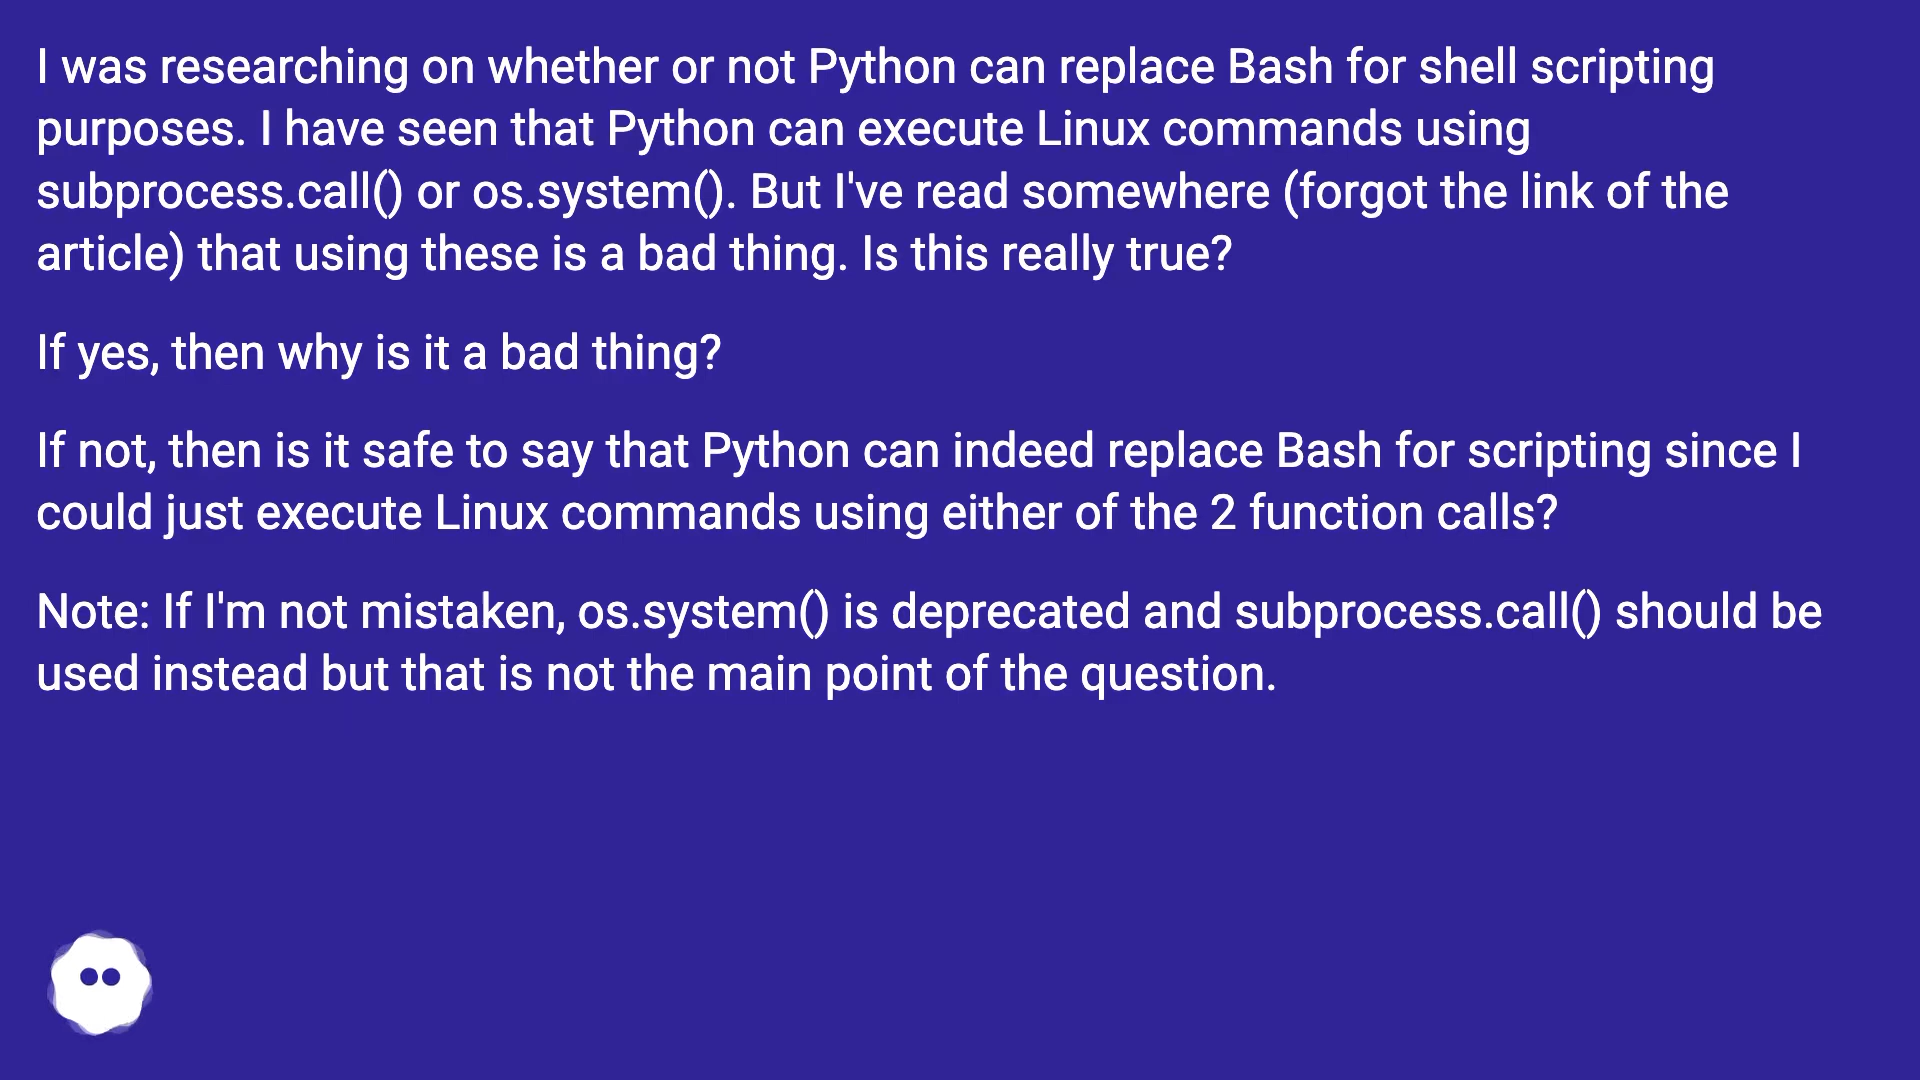 I was researching on whether or not Python can replace Bash for shell scripting
purposes. I have seen that Python can execute Linux commands using
subprocess.call() or os.system(). But I've read somewhere (forgot the link of the
article) that using these is a bad thing. Is this really true?
If yes, then why is it a bad thing?
If not, then is it safe to say that Python can indeed replace Bash for scripting since I
could just execute Linux commands using either of the 2 function calls?
Note: If I'm not mistaken, os.system() is deprecated and subprocess.call() should be
used instead but that is not the main point of the question.